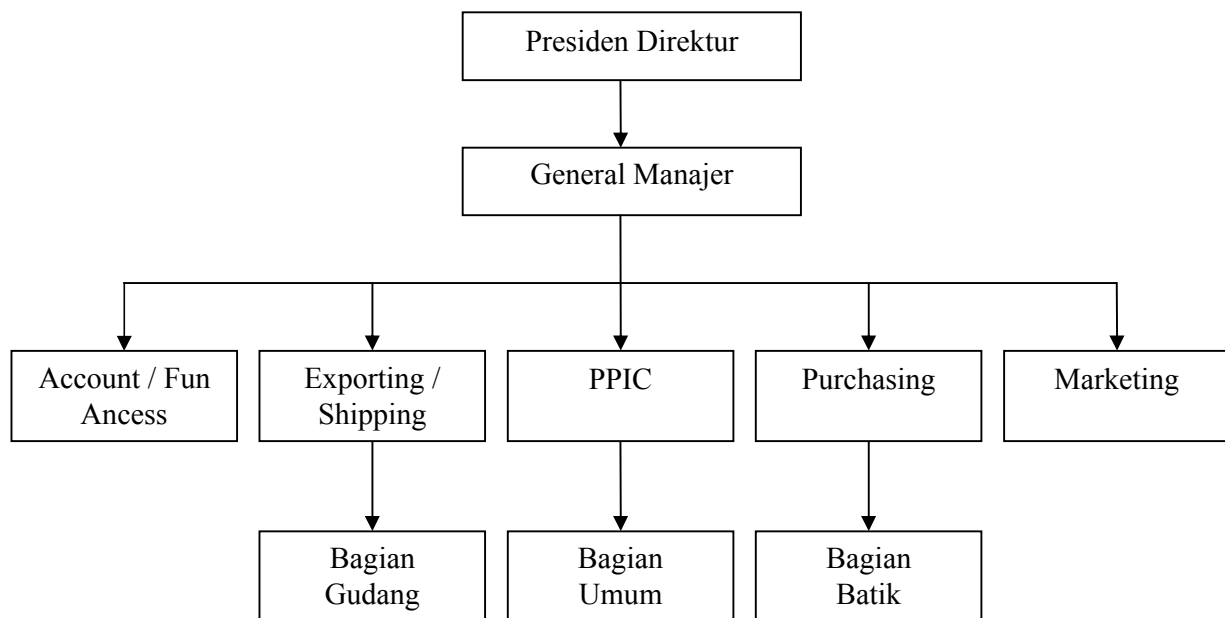 Presiden Direktur
General Manajer
Account / Fun
Ancess
Exporting /
Shipping
PPIC
Purchasing
Marketing
Bagian
Gudang
Bagian
Umum
Bagian
Batik